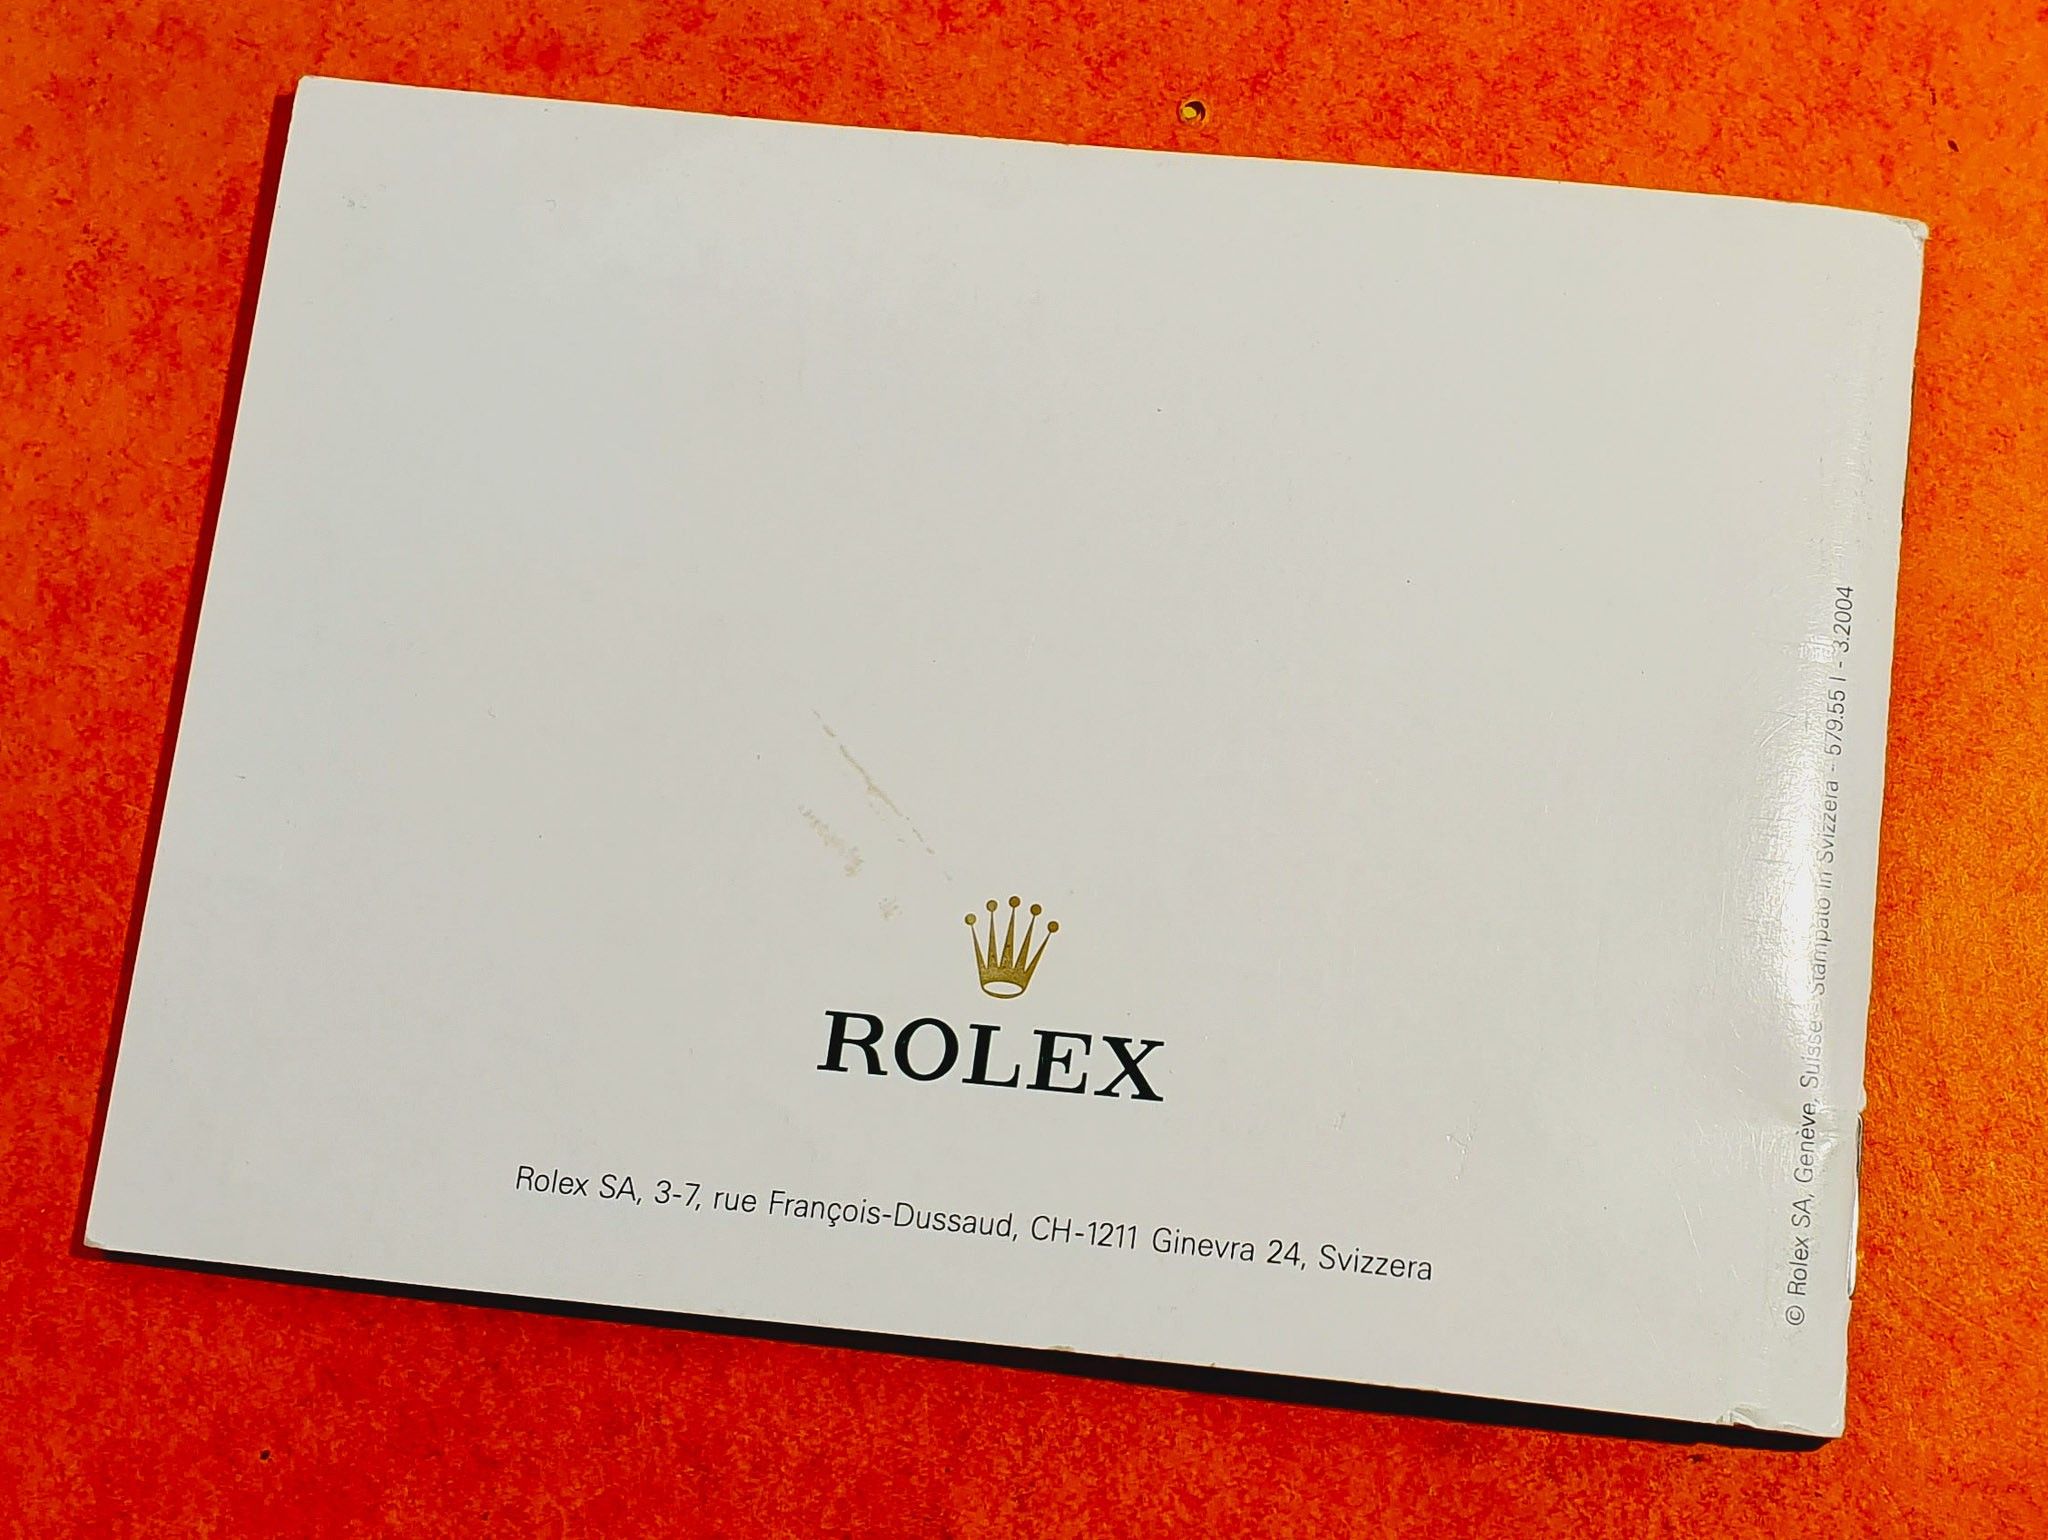 ROLEX
Rolex SA, 3-7, rue François-Dussaud, CH-1211 Ginevra 24, Svizzera
© Rolex SA, Genève, Suisse - Stampato in Svizzera - 579.55 I - 3.2004